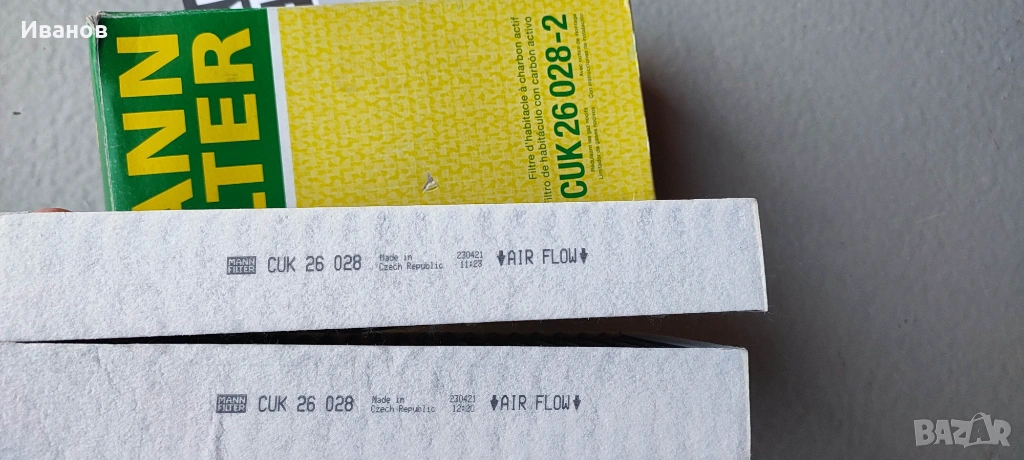 Иванов
MANN
FILTER
Filtre d'habitacle à charbon actif
Filtro de habitáculo con carbón activo
CUK 26 028-2
MANN
FILTER
CUK 26 028
Made in
Czech Republic
230421
11:23
AIR FLOW
MANN
FILTER
CUK 26 028
Made in
Czech Republic
230421
12:20
AIR FLOW
BAZAR